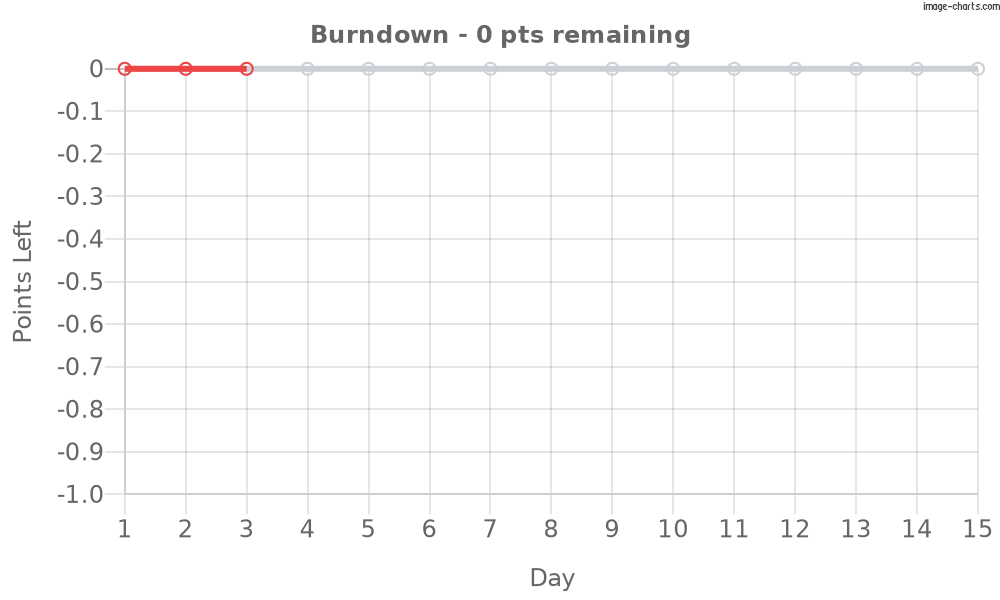 image-charts.com
Burndown - 0 pts remaining
0
-0.1
-0.2
-0.3
-0.4
-0.5
-0.6
-0.7
-0.8
-0.9
-1.0
Points Left
1 2 3 4 5 6 7 8 9 10 11 12 13 14 15
Day